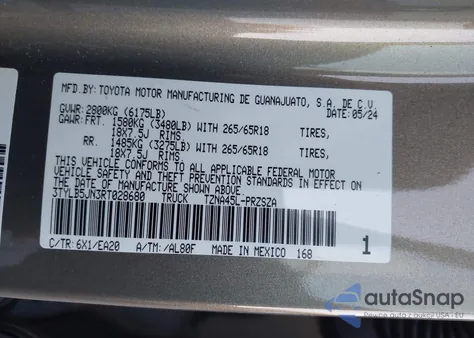 MFD.BY: TOYOTA MOTOR MANUFACTURING DE GUANAJUATO, S.A. DE C.V.
GVWR: 2800KG (6175LB) 05/24
GAWR: FRT. 1580KG (3480LB) WITH 265/65R18 TIRES,
18X7.5J RIMS
RR. 1485KG (3275LB) WITH 265/65R18 TIRES,
18X7.5J RIMS
THIS VEHICLE CONFORMS TO ALL APPLICABLE FEDERAL MOTOR
VEHICLE SAFETY AND THEFT PREVENTION STANDARDS IN EFFECT ON
THE DATE OF MANUFACTURE SHOWN ABOVE.
3TYLB5JN3RT028680 TRUCK TZNA45L-PRZSZA
C/TR: 6X1/EA20 A/TM: /AL80F MADE IN MEXICO 168
1
autoSnap